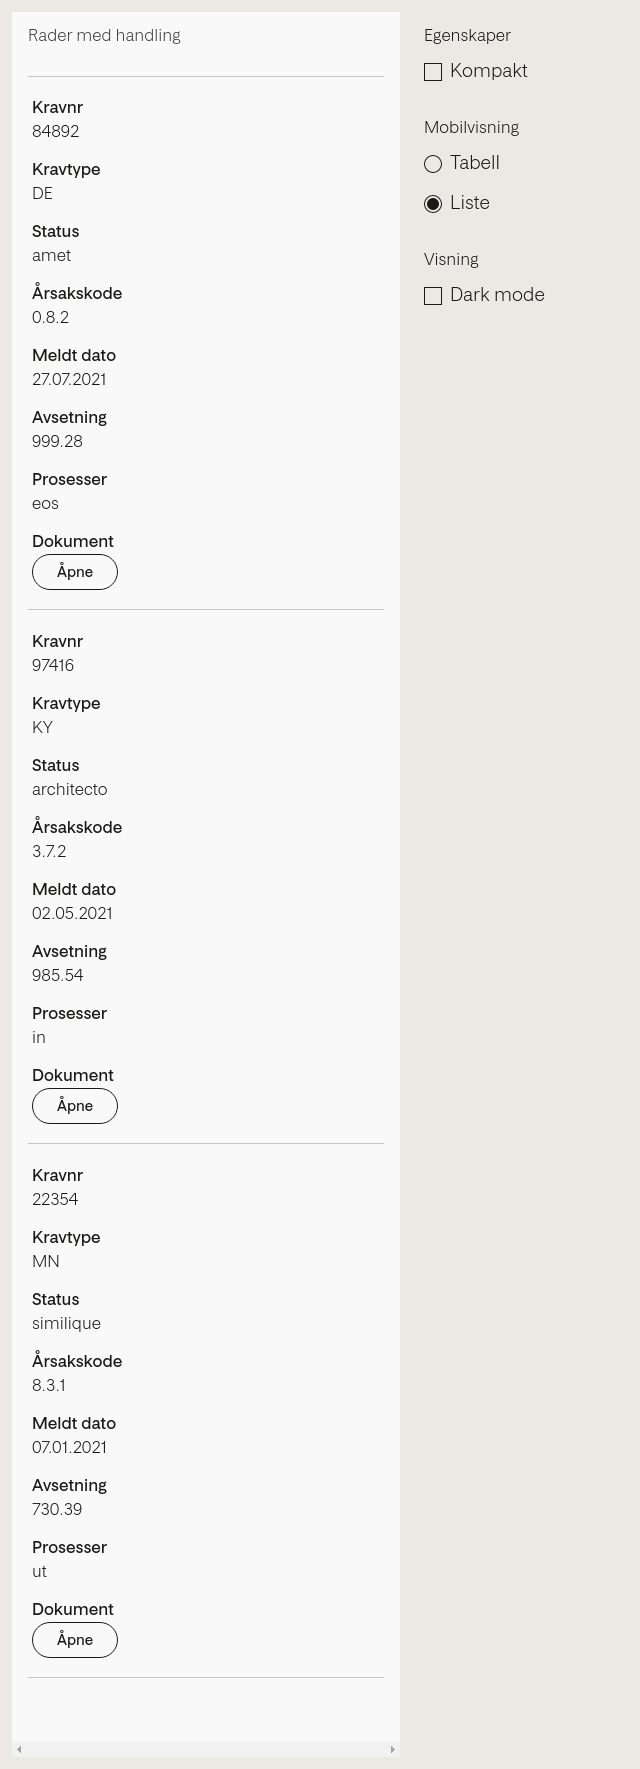 Rader med handling
Kravnr
84892
Kravtype
DE
Status
amet
Årsakskode
0.8.2
Meldt dato
27.07.2021
Avsetning
999.28
Prosesser
eos
Dokument
Åpne
Kravnr
97416
Kravtype
KY
Status
architecto
Årsakskode
3.7.2
Meldt dato
02.05.2021
Avsetning
985.54
Prosesser
in
Dokument
Åpne
Kravnr
22354
Kravtype
MN
Status
similique
Årsakskode
8.3.1
Meldt dato
07.01.2021
Avsetning
730.39
Prosesser
ut
Dokument
Åpne
Egenskaper
Kompakt
Mobilvisning
Tabell
Liste
Visning
Dark mode